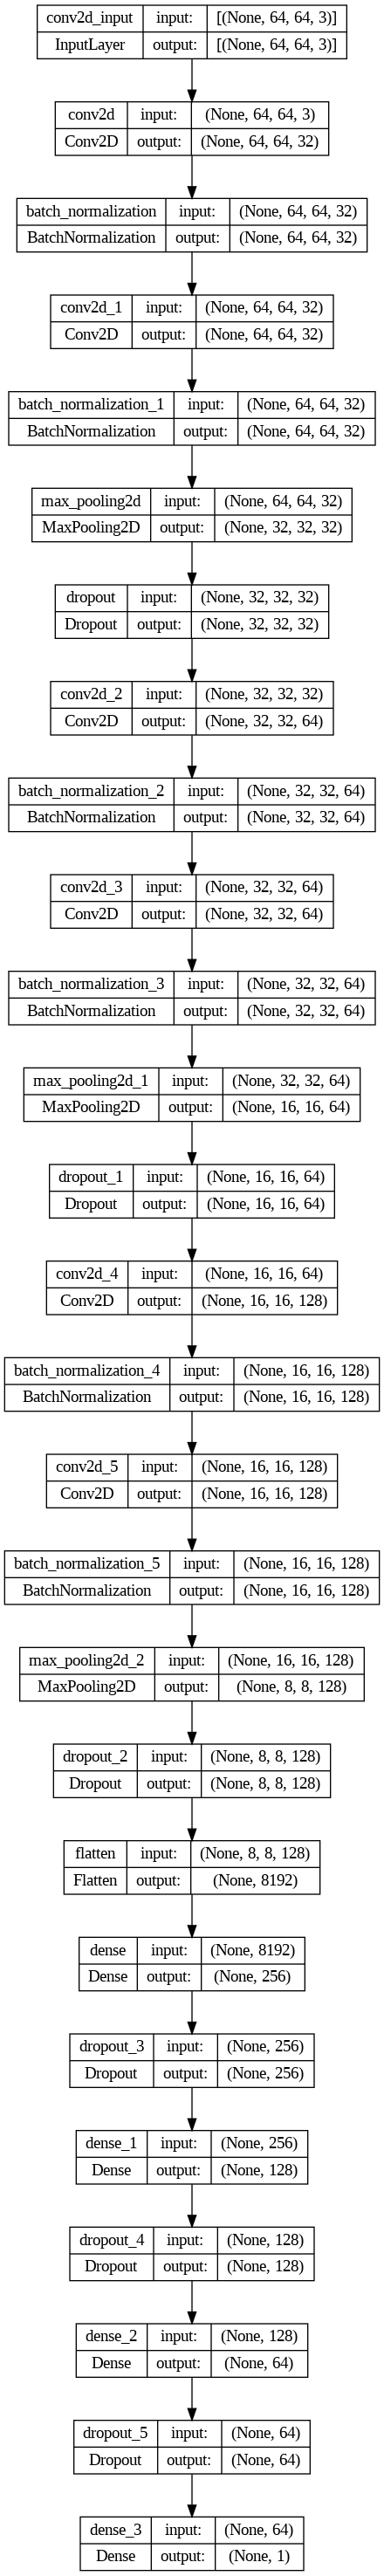 conv2d_input input: [(None, 64, 64, 3)]
InputLayer output: [(None, 64, 64, 3)]
conv2d input: (None, 64, 64, 3)
Conv2D output: (None, 64, 64, 32)
batch_normalization input: (None, 64, 64, 32)
BatchNormalization output: (None, 64, 64, 32)
conv2d_1 input: (None, 64, 64, 32)
Conv2D output: (None, 64, 64, 32)
batch_normalization_1 input: (None, 64, 64, 32)
BatchNormalization output: (None, 64, 64, 32)
max_pooling2d input: (None, 64, 64, 32)
MaxPooling2D output: (None, 32, 32, 32)
dropout input: (None, 32, 32, 32)
Dropout output: (None, 32, 32, 32)
conv2d_2 input: (None, 32, 32, 32)
Conv2D output: (None, 32, 32, 64)
batch_normalization_2 input: (None, 32, 32, 64)
BatchNormalization output: (None, 32, 32, 64)
conv2d_3 input: (None, 32, 32, 64)
Conv2D output: (None, 32, 32, 64)
batch_normalization_3 input: (None, 32, 32, 64)
BatchNormalization output: (None, 32, 32, 64)
max_pooling2d_1 input: (None, 32, 32, 64)
MaxPooling2D output: (None, 16, 16, 64)
dropout_1 input: (None, 16, 16, 64)
Dropout output: (None, 16, 16, 64)
conv2d_4 input: (None, 16, 16, 64)
Conv2D output: (None, 16, 16, 128)
batch_normalization_4 input: (None, 16, 16, 128)
BatchNormalization output: (None, 16, 16, 128)
conv2d_5 input: (None, 16, 16, 128)
Conv2D output: (None, 16, 16, 128)
batch_normalization_5 input: (None, 16, 16, 128)
BatchNormalization output: (None, 16, 16, 128)
max_pooling2d_2 input: (None, 16, 16, 128)
MaxPooling2D output: (None, 8, 8, 128)
dropout_2 input: (None, 8, 8, 128)
Dropout output: (None, 8, 8, 128)
flatten input: (None, 8, 8, 128)
Flatten output: (None, 8192)
dense input: (None, 8192)
Dense output: (None, 256)
dropout_3 input: (None, 256)
Dropout output: (None, 256)
dense_1 input: (None, 256)
Dense output: (None, 128)
dropout_4 input: (None, 128)
Dropout output: (None, 128)
dense_2 input: (None, 128)
Dense output: (None, 64)
dropout_5 input: (None, 64)
Dropout output: (None, 64)
dense_3 input: (None, 64)
Dense output: (None, 1)